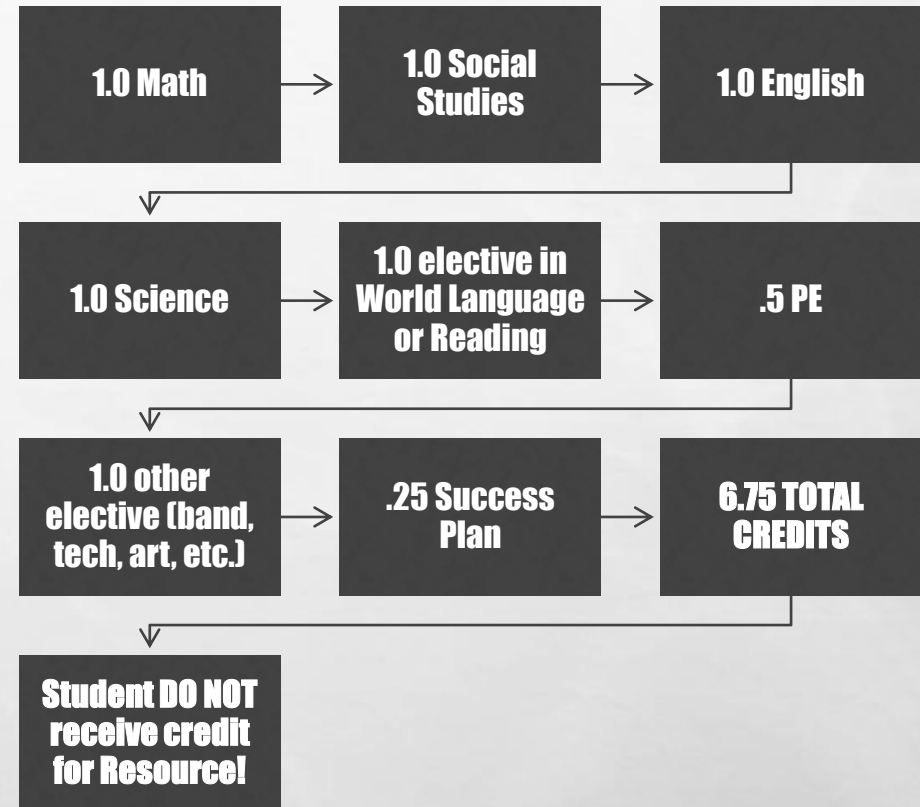 1.0 Math
1.0 Social
Studies
1.0 English
1.0 Science
1.0 elective in
World Language
or Reading
.5 PE
1.0 other
elective (band,
tech, art, etc.)
.25 Success
Plan
6.75 TOTAL
CREDITS
Student DO NOT
receive credit
for Resource!